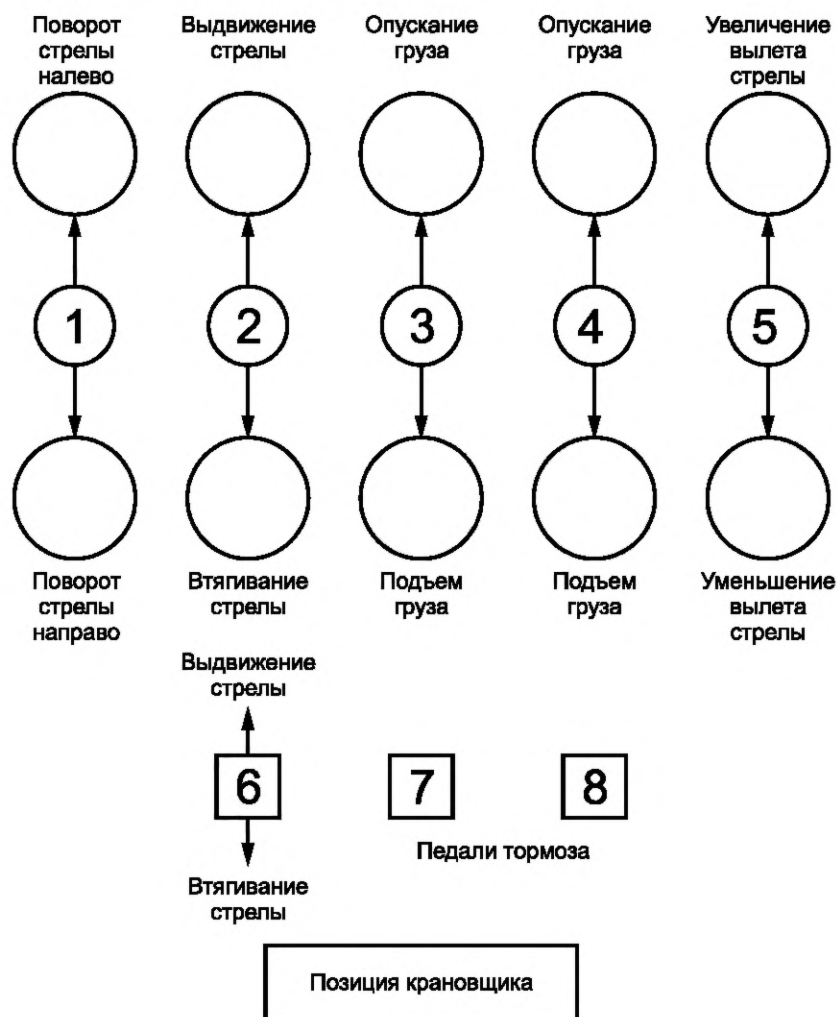 Поворот
стрелы
налево
Выдвижение
стрелы
Опускание
груза
Опускание
груза
Увеличение
вылета
стрелы
1
2
3
4
5
Поворот
стрелы
направо
Втягивание
стрелы
Подъем
груза
Подъем
груза
Уменьшение
вылета
стрелы
Выдвижение
стрелы
6
7
8
Педали тормоза
Втягивание
стрелы
Позиция крановщика